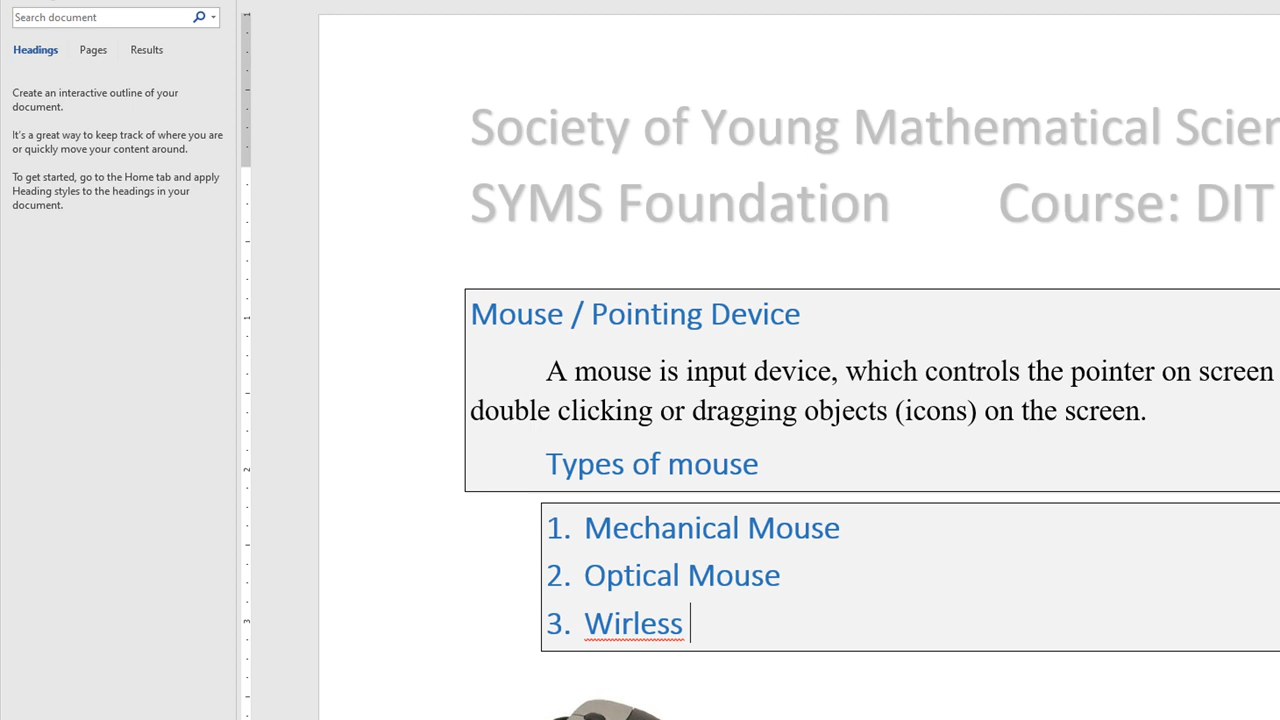 Search document
Headings Pages Results
Create an interactive outline of your
document.
It's a great way to keep track of where you are
or quickly move your content around.
To get started, go to the Home tab and apply
Heading styles to the headings in your
document.
Society of Young Mathematical Scien
SYMS Foundation Course: DIT
Mouse / Pointing Device
A mouse is input device, which controls the pointer on screen
double clicking or dragging objects (icons) on the screen.
Types of mouse
1. Mechanical Mouse
2. Optical Mouse
3. Wirless